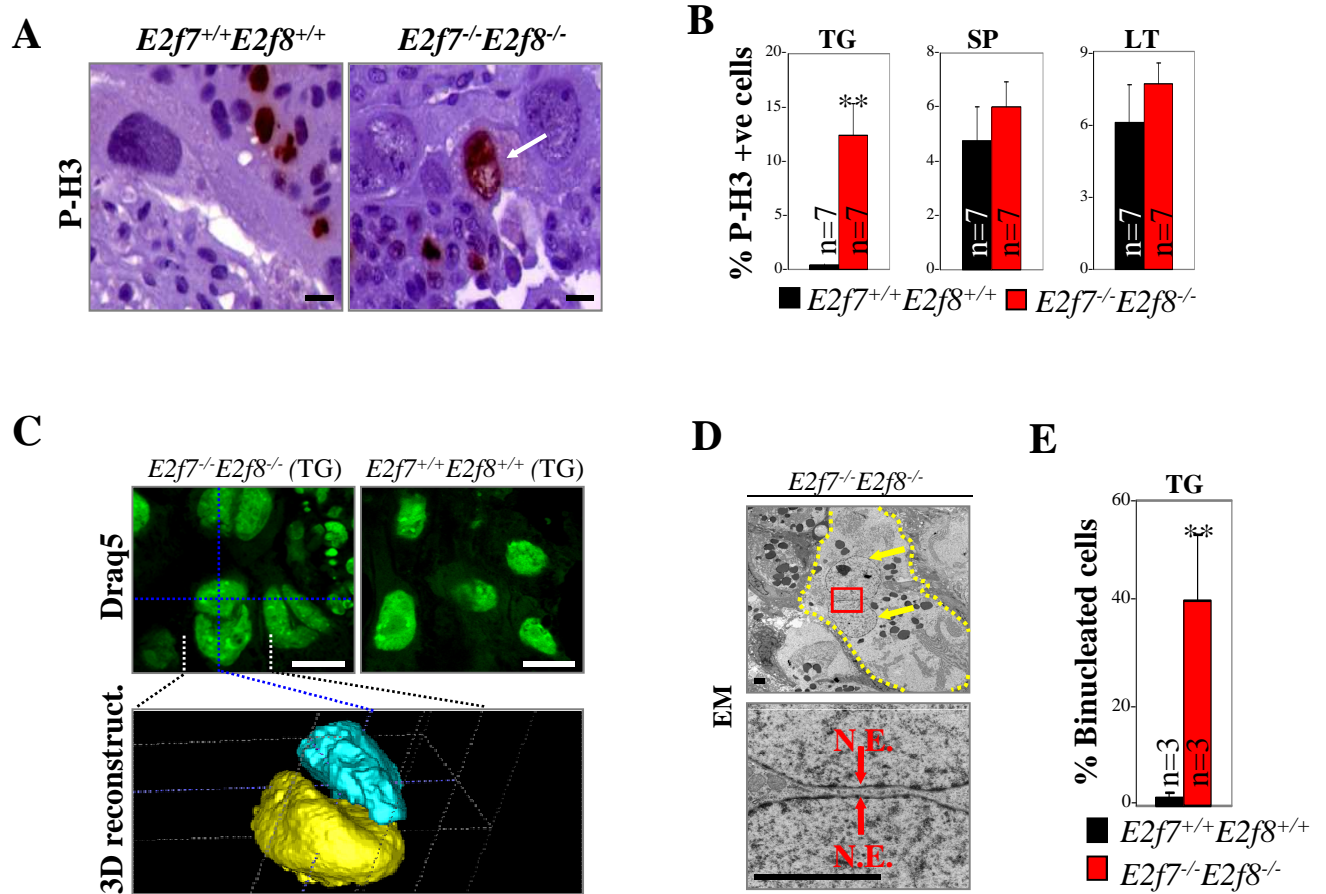 A
E2f7+/+E2f8+/+
E2f7-/-E2f8-/-
P-H3
B
TG
SP
LT
% P-H3 +ve cells
20
15
10
5
0
**
n=7
n=7
8
6
4
2
0
n=7
n=7
9
6
3
0
n=7
n=7
E2f7+/+E2f8+/+
E2f7-/-E2f8-/-
C
E2f7-/-E2f8-/- (TG)
E2f7+/+E2f8+/+ (TG)
Draq5
3D reconstruct.
D
E2f7-/-E2f8-/-
EM
N.E.
N.E.
E
TG
% Binucleated cells
60
40
20
0
**
n=3
n=3
E2f7+/+E2f8+/+
E2f7-/-E2f8-/-